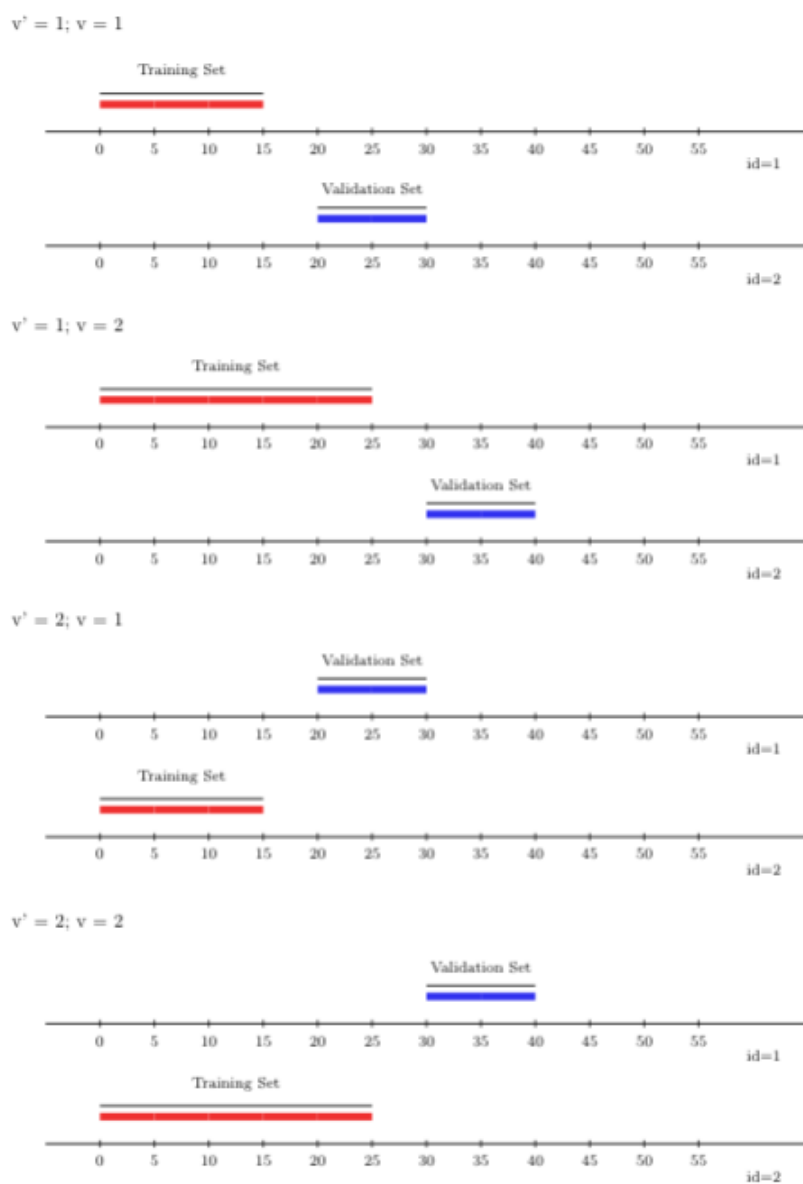 v' = 1; v = 1
Training Set
0 5 10 15 20 25 30 35 40 45 50 55
id=1
Validation Set
0 5 10 15 20 25 30 35 40 45 50 55
id=2
v' = 1; v = 2
Training Set
0 5 10 15 20 25 30 35 40 45 50 55
id=1
Validation Set
0 5 10 15 20 25 30 35 40 45 50 55
id=2
v' = 2; v = 1
Validation Set
0 5 10 15 20 25 30 35 40 45 50 55
id=1
Training Set
0 5 10 15 20 25 30 35 40 45 50 55
id=2
v' = 2; v = 2
Validation Set
0 5 10 15 20 25 30 35 40 45 50 55
id=1
Training Set
0 5 10 15 20 25 30 35 40 45 50 55
id=2